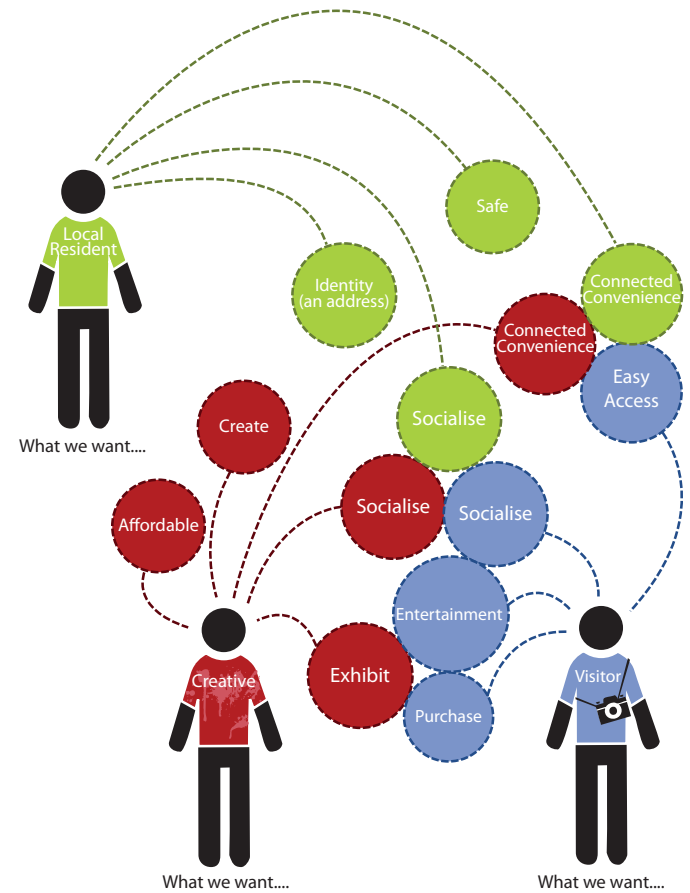 Local
Resident
What we want....
Safe
Identity
(an address)
Connected
Convenience
Connected
Convenience
Easy
Access
Socialise
Create
Affordable
Socialise
Socialise
Entertainment
Exhibit
Purchase
Creative
What we want....
Visitor
What we want....